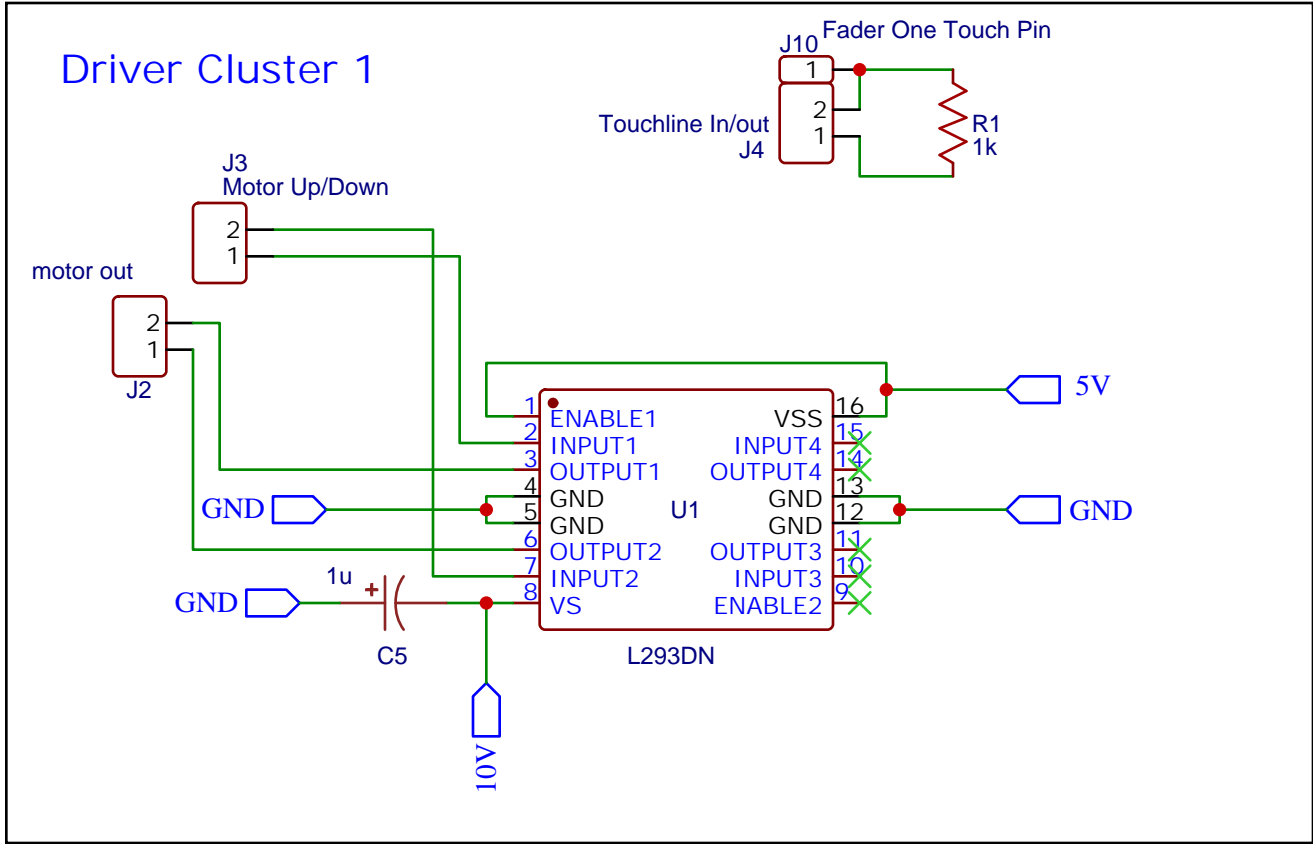 Driver Cluster 1
Fader One Touch Pin
J10
1
2
1
Touchline In/out
J4
R1
1k
J3
Motor Up/Down
2
1
motor out
2
1
J2
5V
1 ENABLE1
2 INPUT1
3 OUTPUT1
4 GND
5 GND
6 OUTPUT2
7 INPUT2
8 VS
U1
VSS 16
INPUT4 15
OUTPUT4 14
GND 13
GND 12
OUTPUT3 11
INPUT3 10
ENABLE2 9
GND
GND
GND
1u
+
C5
L293DN
10V